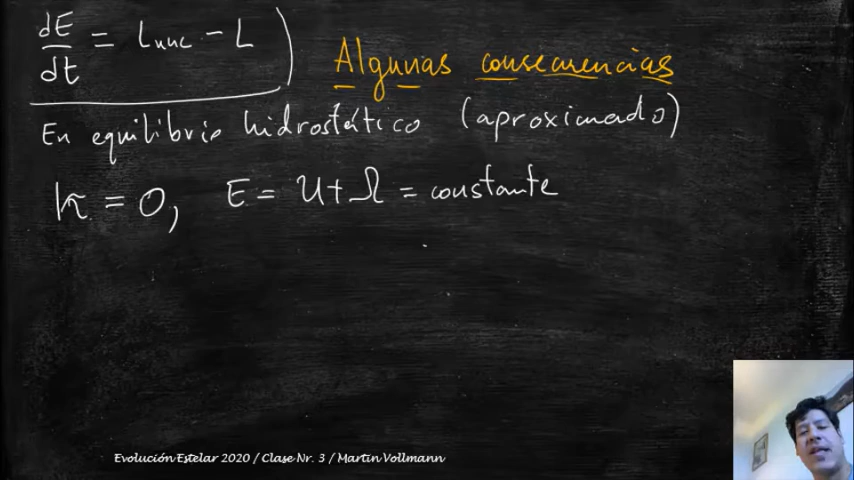 dE/dt = Lnuc - L
Algunas consecuencias
En equilibrio hidrostático (aproximado)
K = 0, E = U + Ω = constante
Evolución Estelar 2020 / Clase Nr. 3 / Martin Vollmann